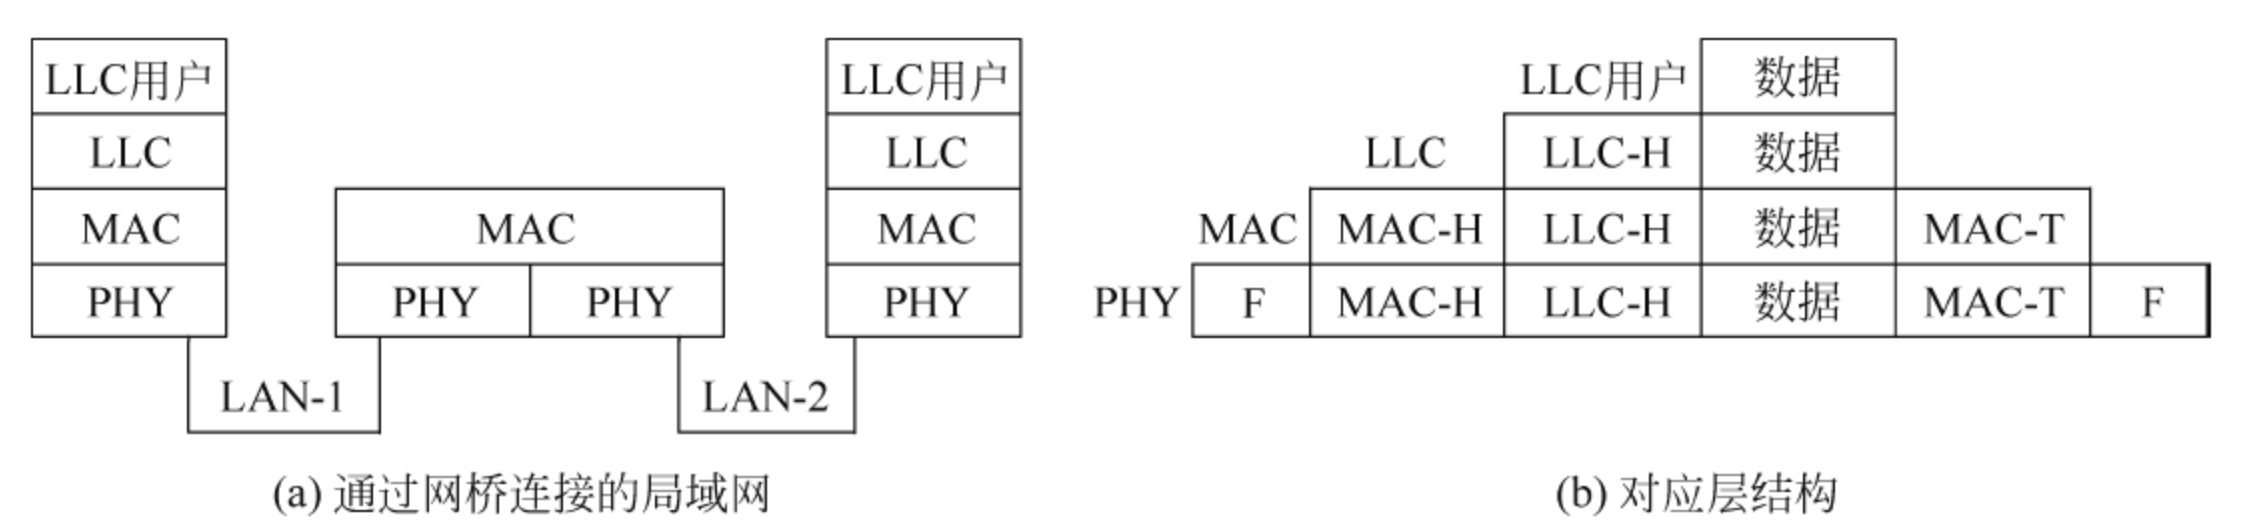 LLC用户
LLC
MAC
PHY
MAC
PHY PHY
LLC用户
LLC
MAC
PHY
LAN-1
LAN-2
(a) 通过网桥连接的局域网
LLC用户 数据
LLC LLC-H 数据
MAC MAC-H LLC-H 数据 MAC-T
PHY F MAC-H LLC-H 数据 MAC-T F
(b) 对应层结构